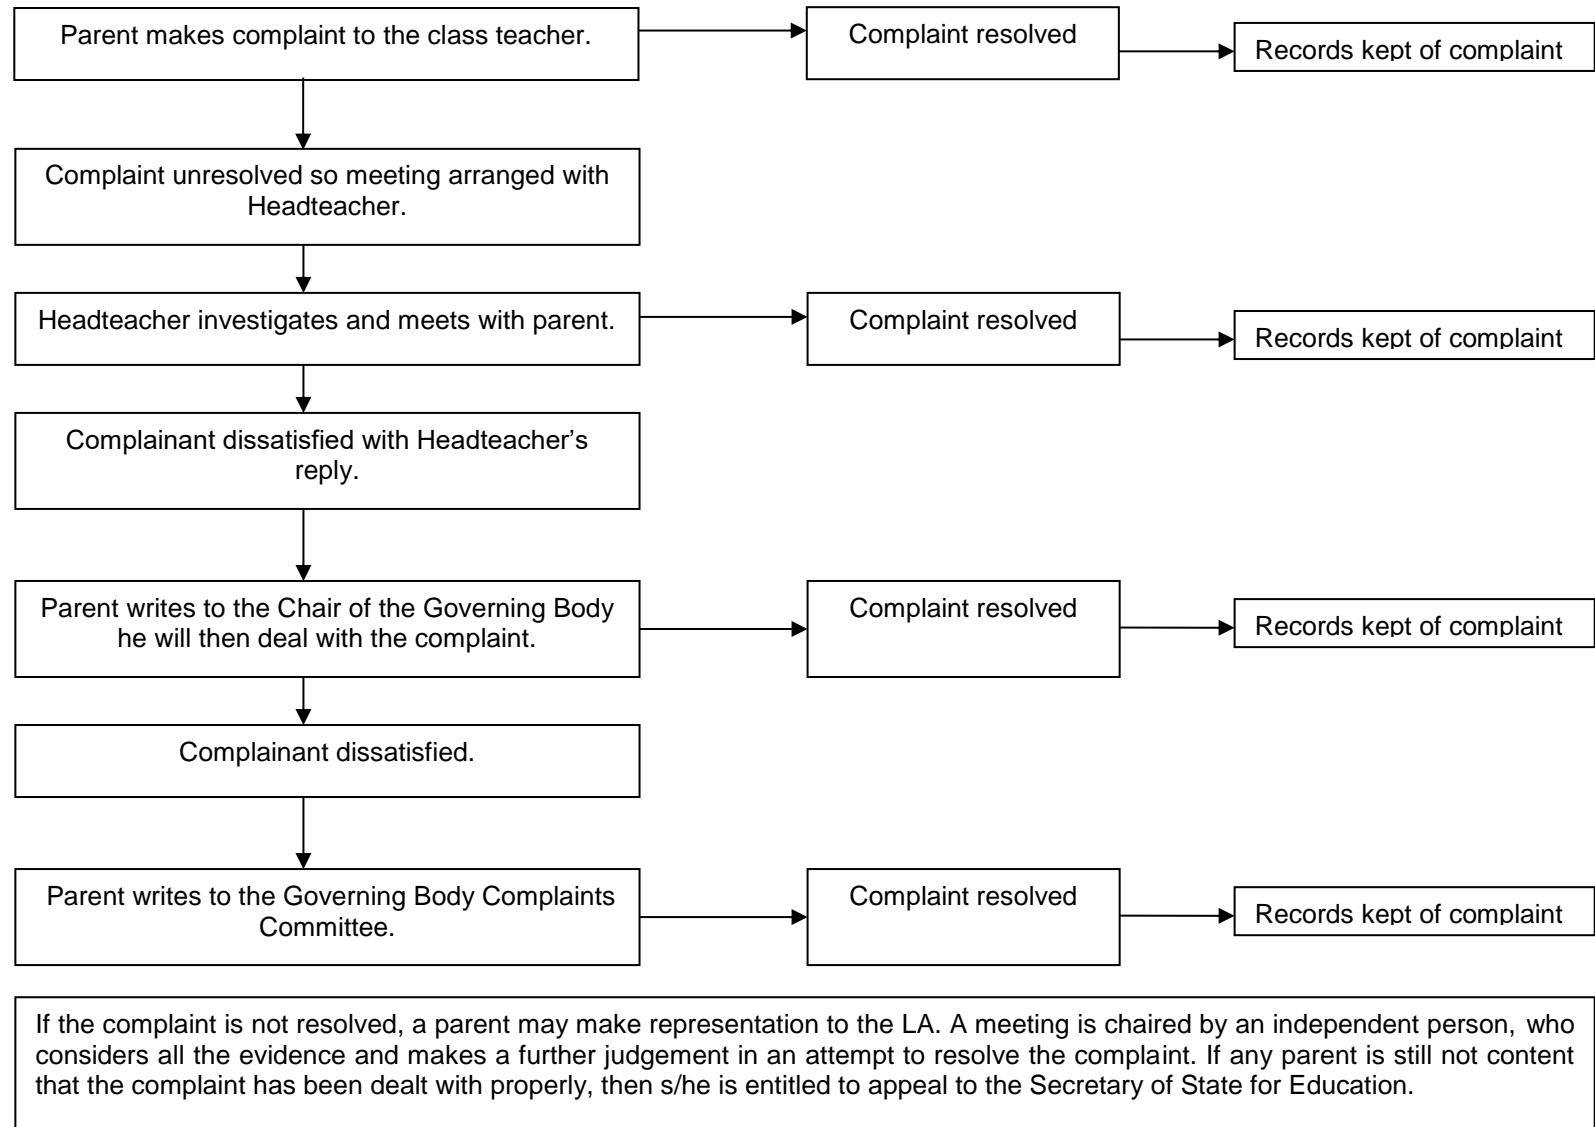 Parent makes complaint to the class teacher.
Complaint resolved
Records kept of complaint
Complaint unresolved so meeting arranged with
Headteacher.
Headteacher investigates and meets with parent.
Complaint resolved
Records kept of complaint
Complainant dissatisfied with Headteacher’s
reply.
Parent writes to the Chair of the Governing Body
he will then deal with the complaint.
Complaint resolved
Records kept of complaint
Complainant dissatisfied.
Parent writes to the Governing Body Complaints
Committee.
Complaint resolved
Records kept of complaint
If the complaint is not resolved, a parent may make representation to the LA. A meeting is chaired by an independent person, who
considers all the evidence and makes a further judgement in an attempt to resolve the complaint. If any parent is still not content
that the complaint has been dealt with properly, then s/he is entitled to appeal to the Secretary of State for Education.